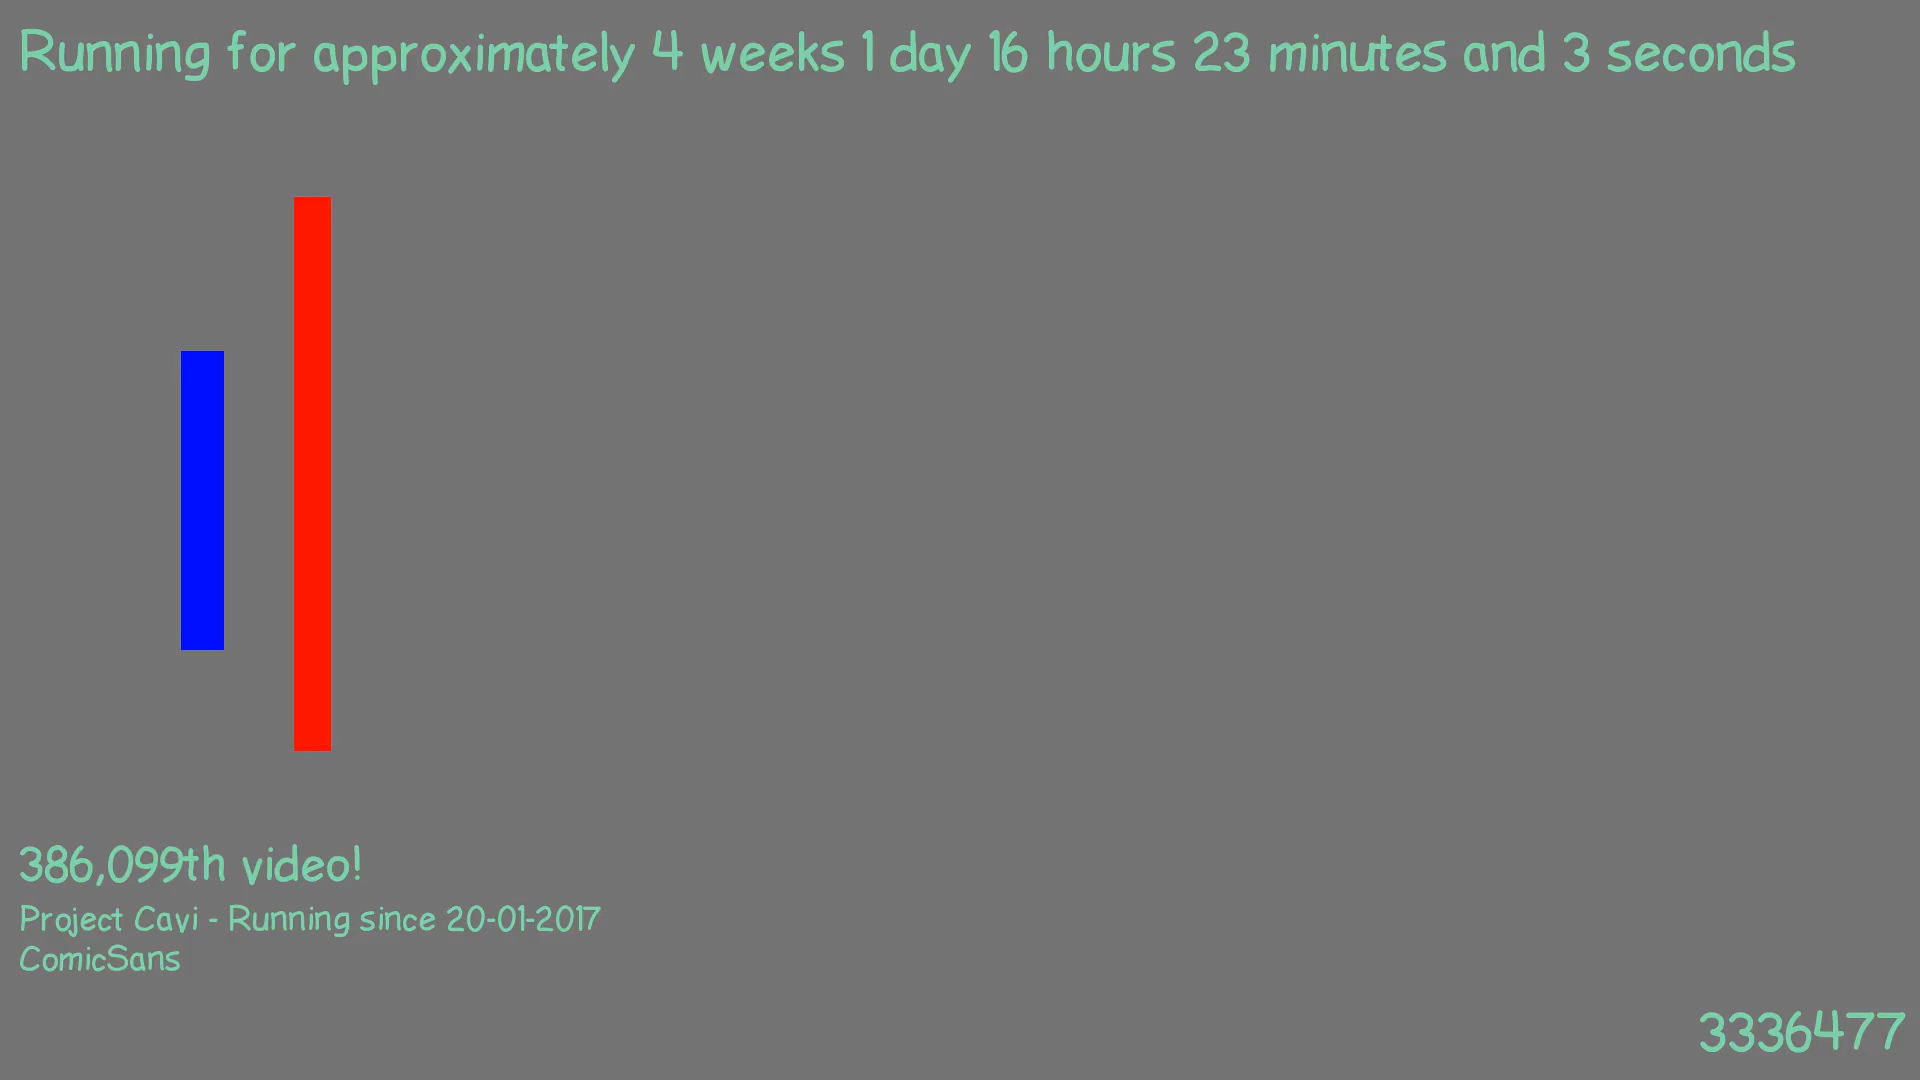 Running for approximately 4 weeks 1 day 16 hours 23 minutes and 3 seconds
386,099th video!
Project Cavi - Running since 20-01-2017
ComicSans
3336477